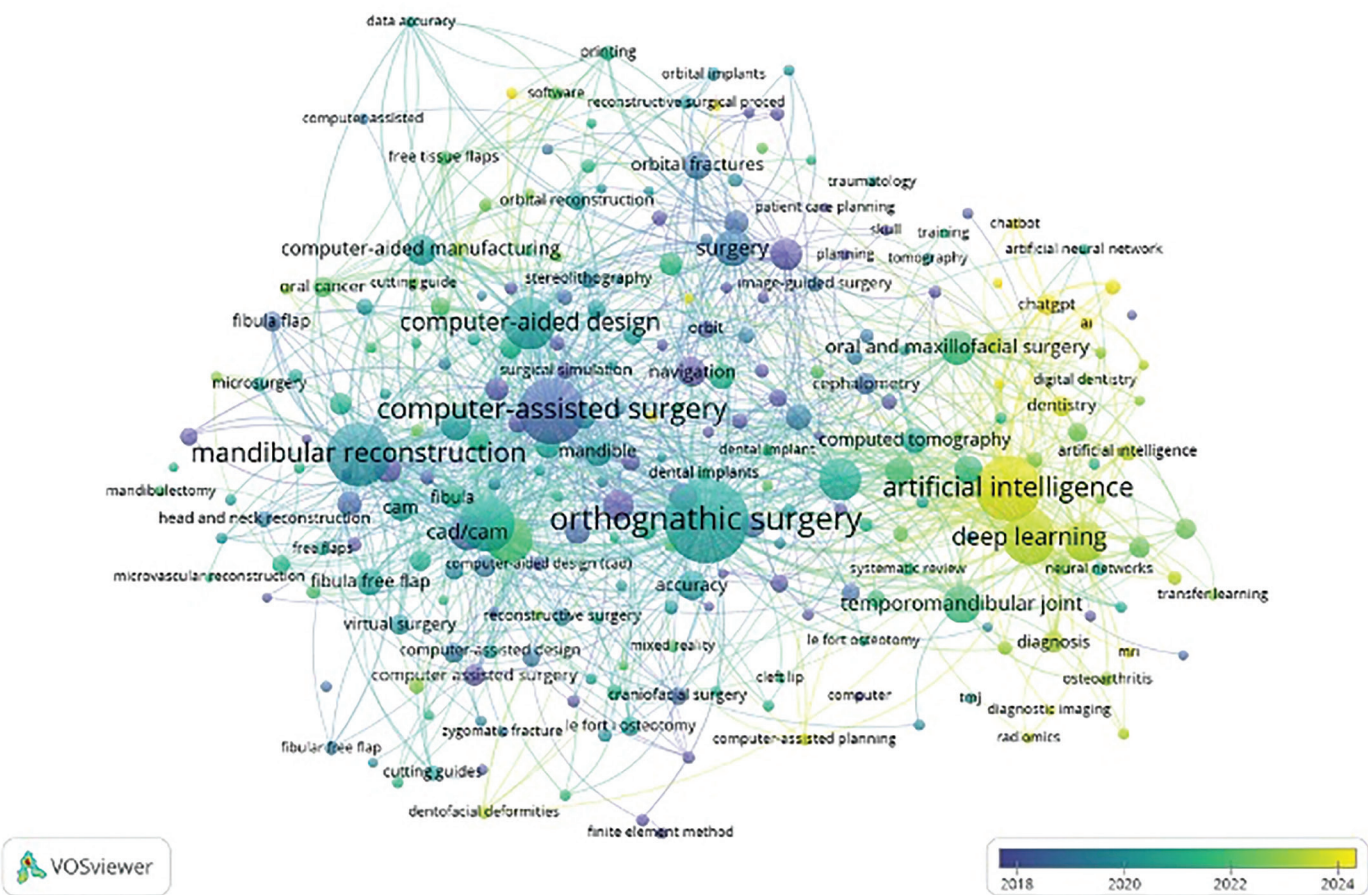 data accuracy
printing
orbital implants
software
reconstructive surgical proced
computer assisted
free tissue flaps
orbital fractures
traumatology
orbital reconstruction
patient care planning
chatbot
skull
training
computer-aided manufacturing
surgery
artificial neural network
planning
tomography
oral cancer
cutting guide
stereolithography
image-guided surgery
chatgpt
fibula flap
computer-aided design
orbit
ai
oral and maxillofacial surgery
surgical simulation
navigation
microsurgery
cephalometry
digital dentistry
computer-assisted surgery
dentistry
mandibular reconstruction
mandible
dental implant
computed tomography
artificial intelligence
dental implants
mandibulectomy
fibula
artificial intelligence
cam
head and neck reconstruction
orthognathic surgery
cad/cam
deep learning
free flaps
computer-aided design (cad)
systematic review
neural networks
microvascular reconstruction
fibula free flap
accuracy
transfer learning
temporomandibular joint
reconstructive surgery
virtual surgery
mixed reality
le fort osteotomy
diagnosis
computer-assisted design
mri
computer assisted surgery
cleft lip
osteoarthritis
craniofacial surgery
computer
tmj
diagnostic imaging
zygomatic fracture
le fort i osteotomy
computer-assisted planning
radiomics
fibular free flap
cutting guides
dentofacial deformities
finite element method
VOSviewer
2018
2020
2022
2024